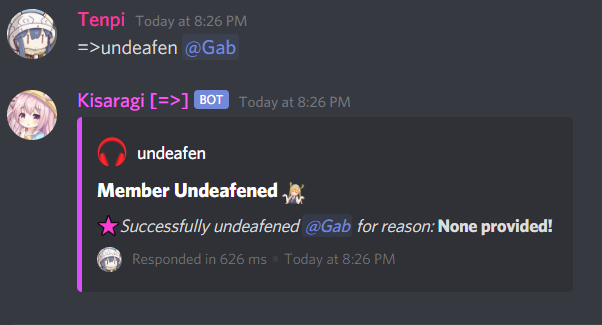 Tenpi Today at 8:26 PM
=>undeafen @Gab
Kisaragi [=>] BOT Today at 8:26 PM
undeafen
Member Undeafened
Successfully undeafened @Gab for reason: None provided!
Responded in 626 ms • Today at 8:26 PM